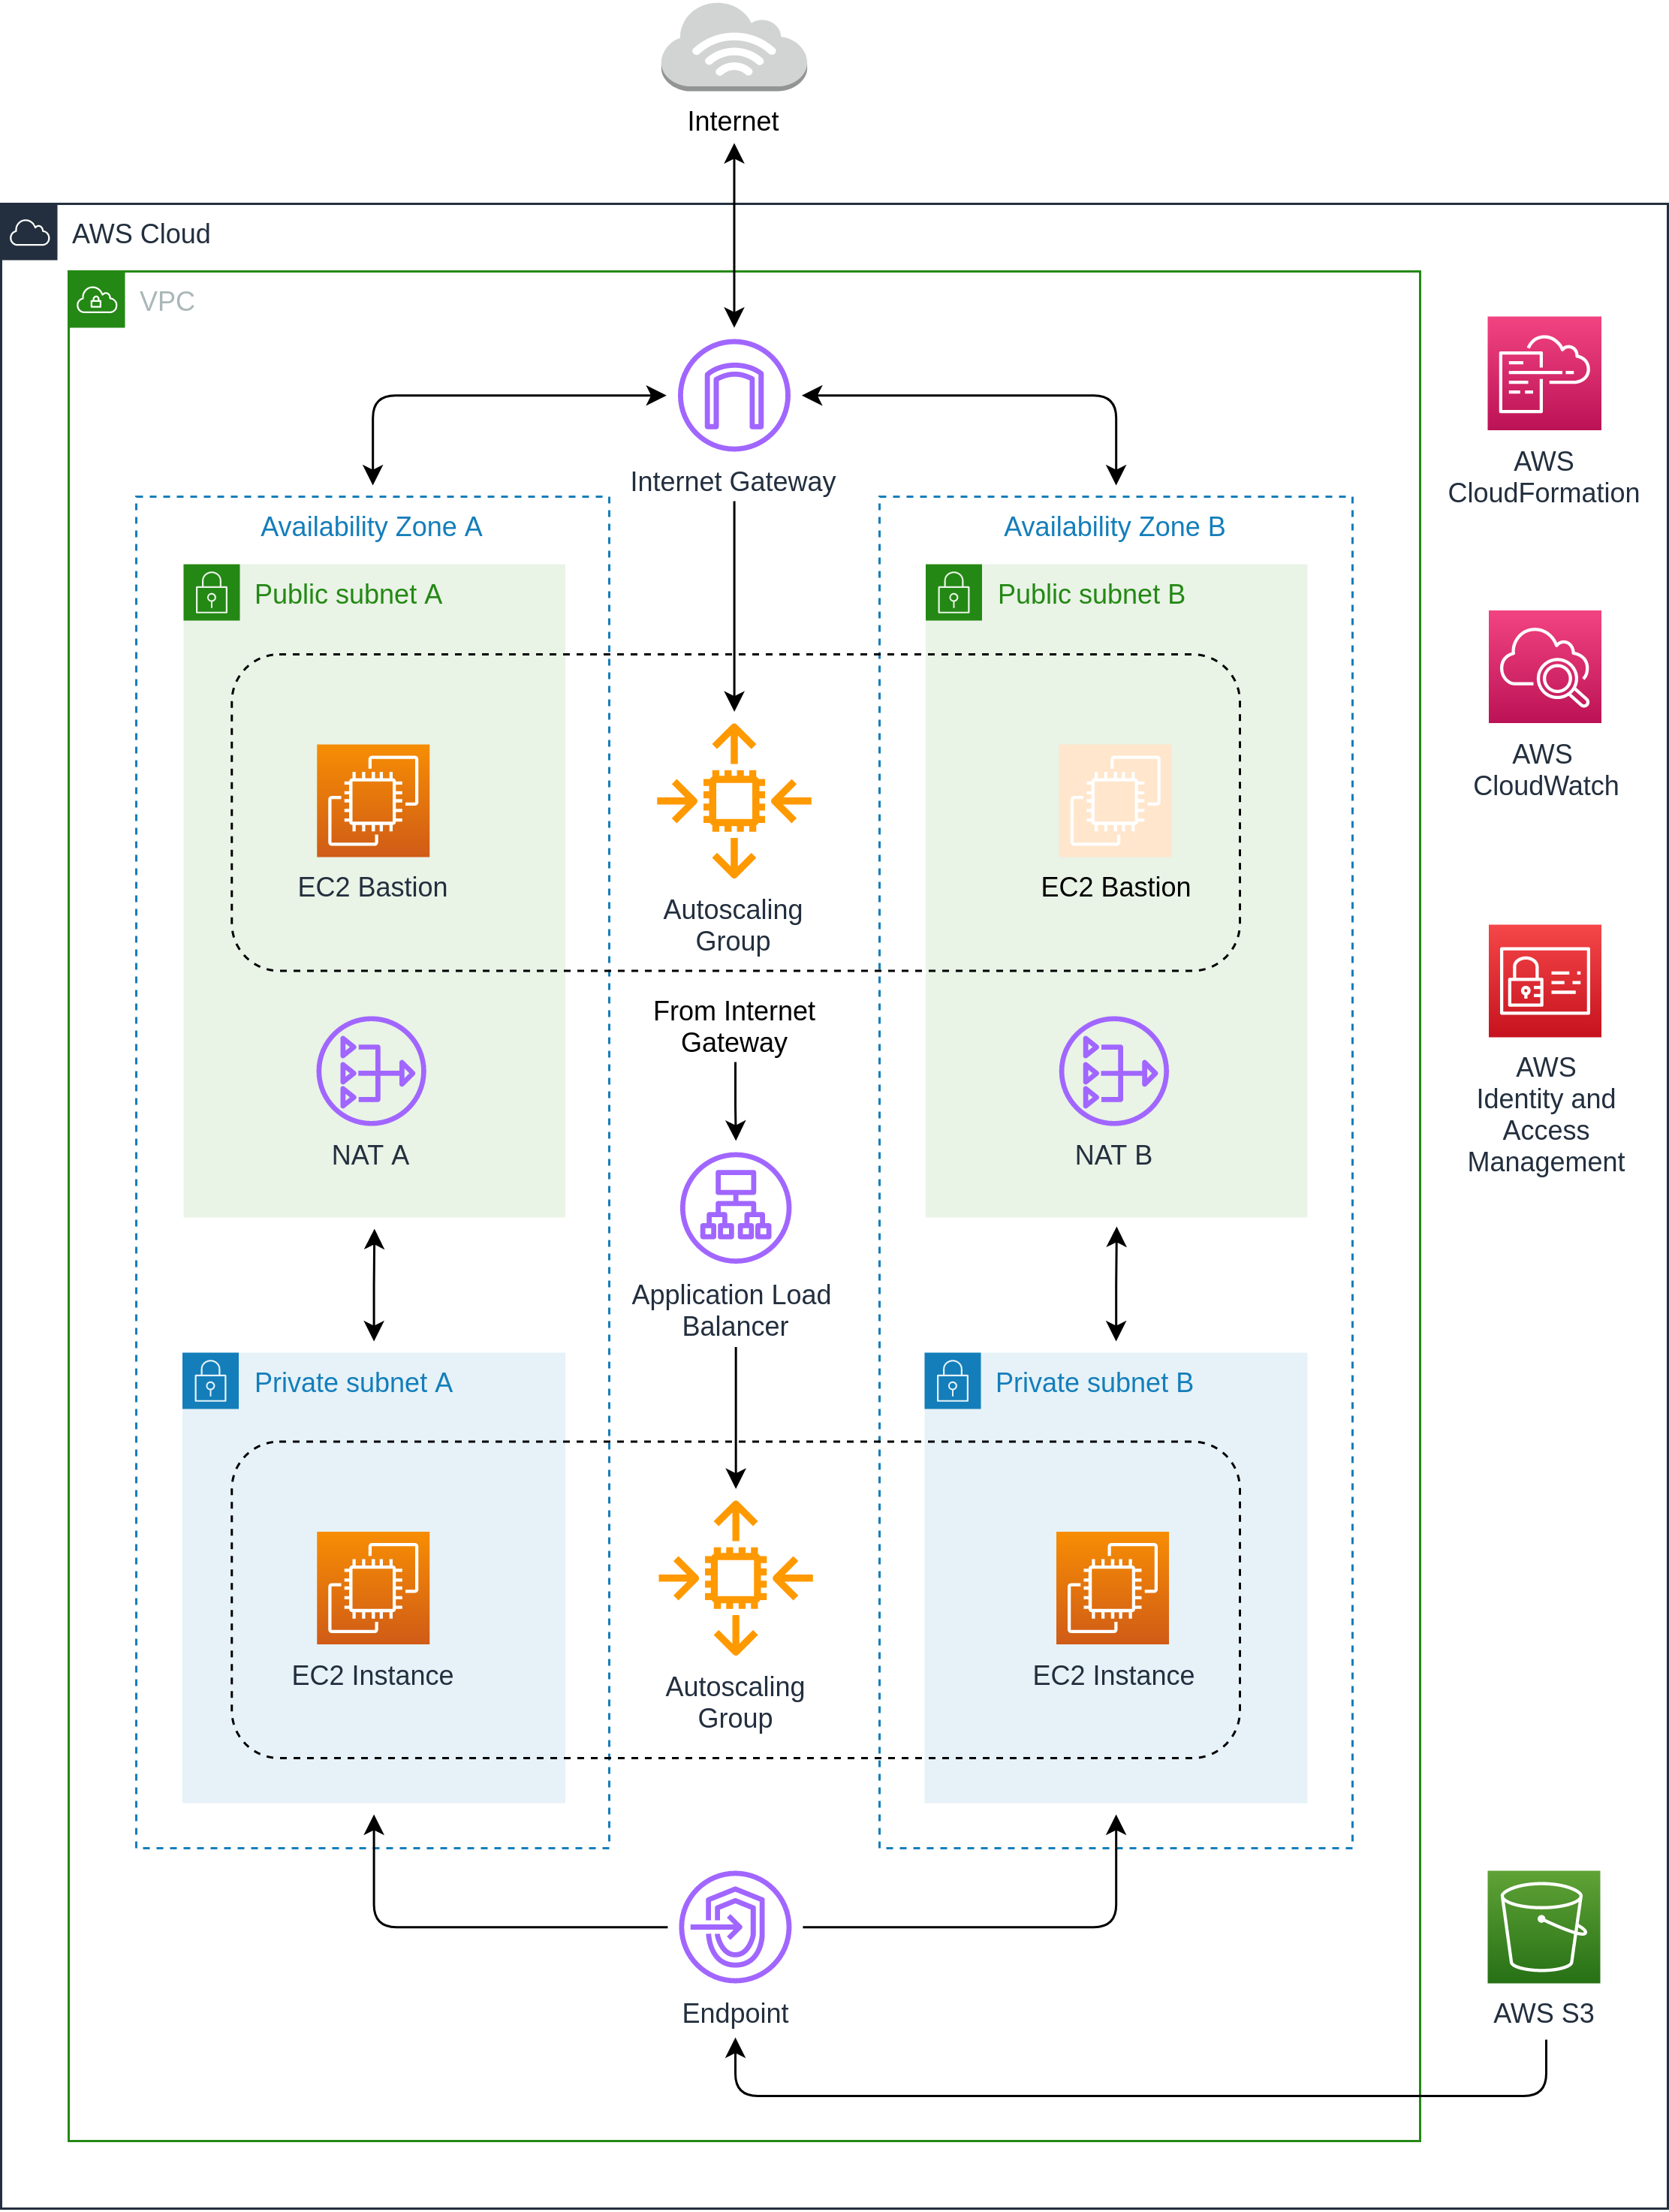 Internet
AWS Cloud
VPC
Internet Gateway
Availability Zone A
Availability Zone B
Public subnet A
Public subnet B
EC2 Bastion
EC2 Bastion
Autoscaling
Group
From Internet
Gateway
NAT A
NAT B
Application Load
Balancer
Private subnet A
Private subnet B
EC2 Instance
EC2 Instance
Autoscaling
Group
Endpoint
AWS
CloudFormation
AWS
CloudWatch
AWS
Identity and
Access
Management
AWS S3